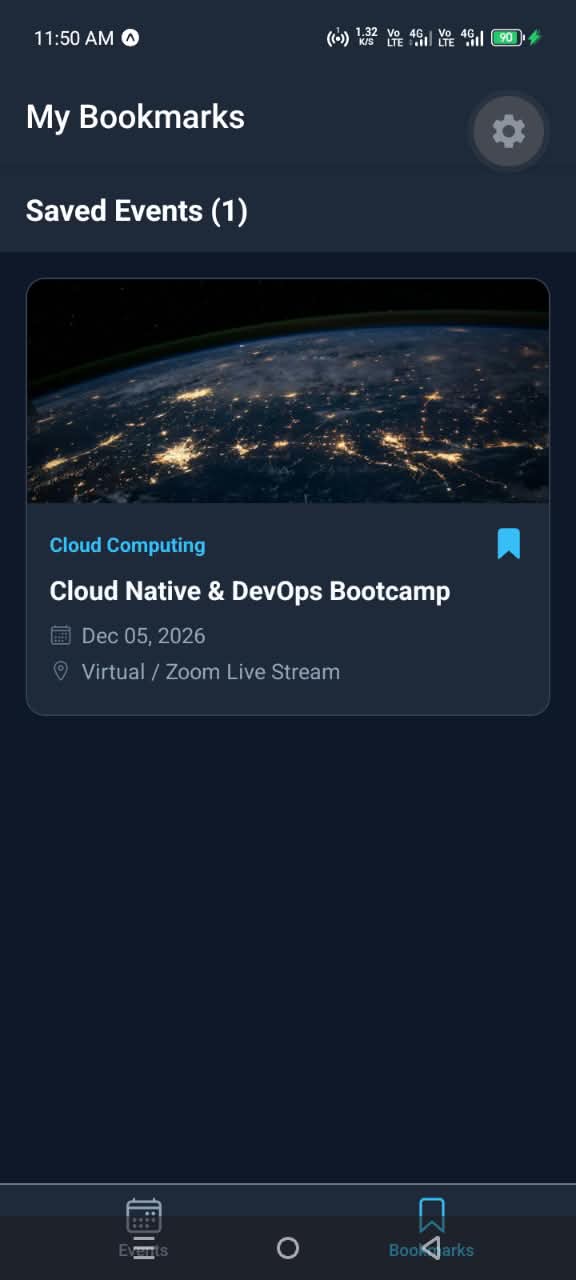 11:50 AM
1
1.32
K/S
Vo
LTE
4G
Vo
LTE
4G
90
My Bookmarks
Saved Events (1)
Cloud Computing
Cloud Native & DevOps Bootcamp
Dec 05, 2026
Virtual / Zoom Live Stream
Events
Bookmarks